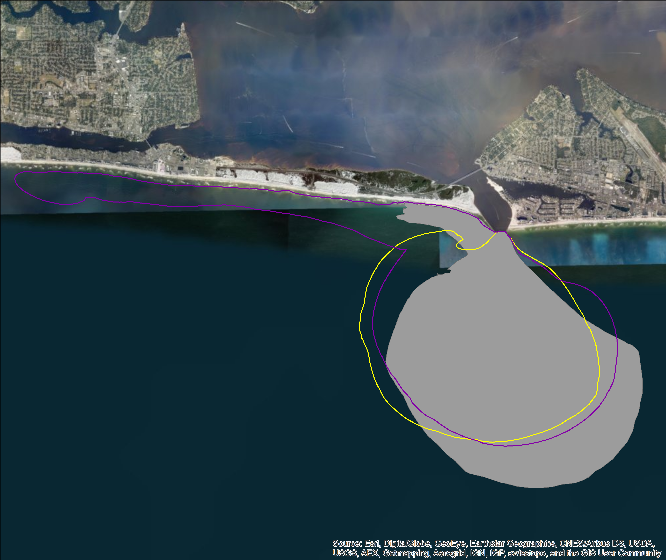 Source: Esri, DigitalGlobe, GeoEye, Earthstar Geographics, CNES/Airbus DS, USDA,
USGS, AEX, Getmapping, Aerogrid, IGN, IGP, swisstopo, and the GIS User Community